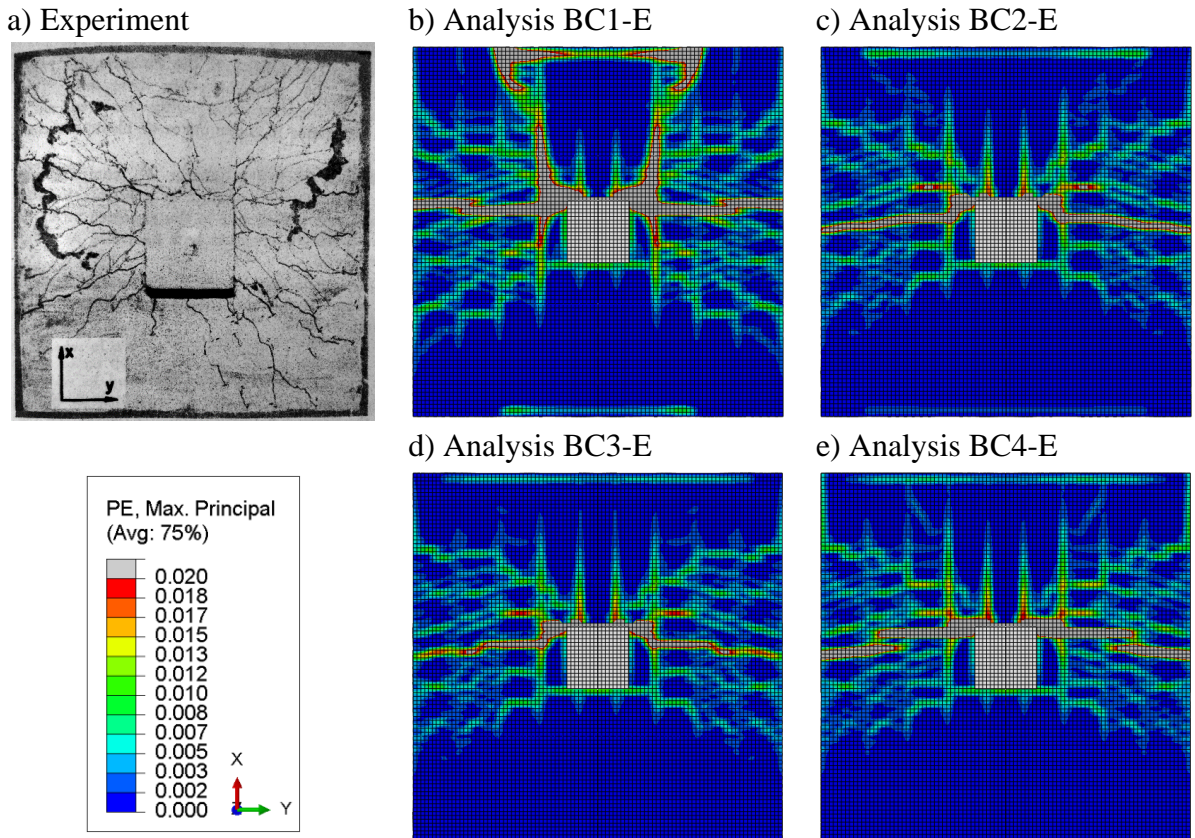 a) Experiment
b) Analysis BC1-E
c) Analysis BC2-E
x
y
d) Analysis BC3-E
e) Analysis BC4-E
PE, Max. Principal
(Avg: 75%)
0.020
0.018
0.017
0.015
0.013
0.012
0.010
0.008
0.007
0.005
0.003
0.002
0.000
X
Z
Y